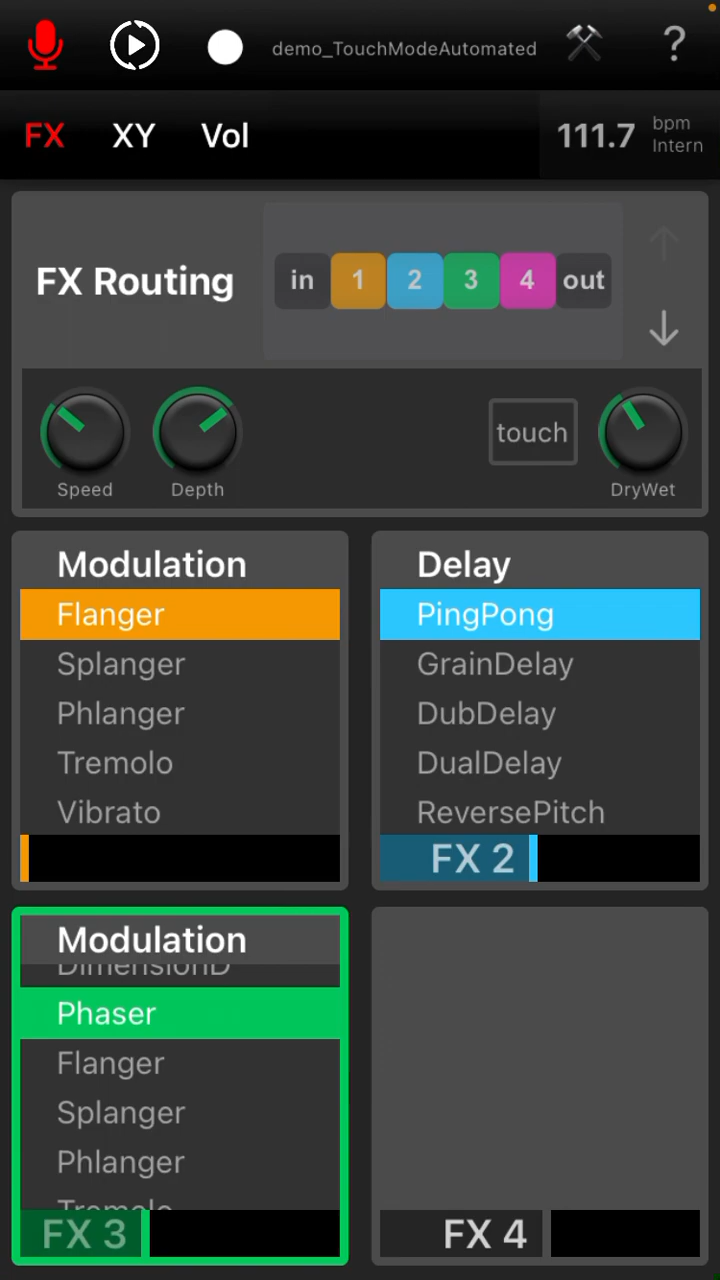 demo_TouchModeAutomated ?
FX XY Vol 111.7 bpm Intern
FX Routing in 1 2 3 4 out
touch
Speed Depth DryWet
Modulation
Flanger
Splanger
Phlanger
Tremolo
Vibrato
Delay
PingPong
GrainDelay
DubDelay
DualDelay
ReversePitch
FX 2
Modulation
DimensionD
Phaser
Flanger
Splanger
Phlanger
Tremolo
FX 3
FX 4